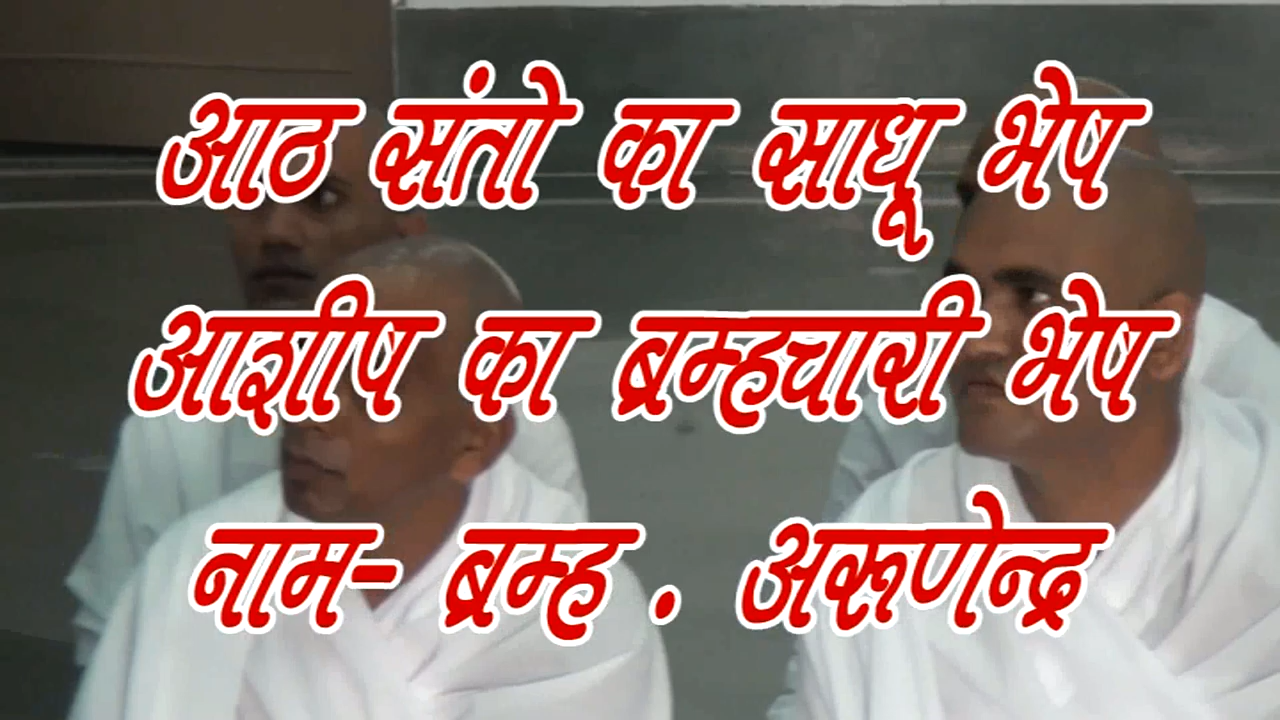 आठ संतो का साधू भेष
आशीष का ब्रम्हचारी भेष
नाम- ब्रम्ह . अरूणेन्द्र